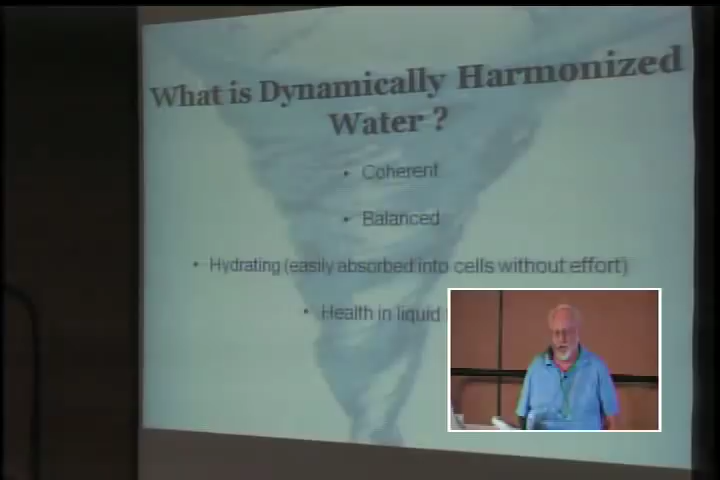 What is Dynamically Harmonized
Water ?
• Coherent
• Balanced
• Hydrating (easily absorbed into cells without effort)
• Health in liquid